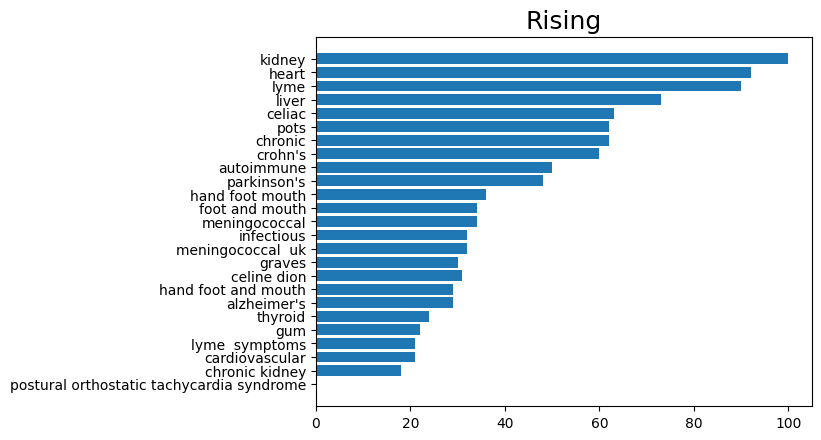 Rising
kidney
heart
lyme
liver
celiac
pots
chronic
crohn's
autoimmune
parkinson's
hand foot mouth
foot and mouth
meningococcal
infectious
meningococcal  uk
graves
celine dion
hand foot and mouth
alzheimer's
thyroid
gum
lyme  symptoms
cardiovascular
chronic kidney
postural orthostatic tachycardia syndrome
0 20 40 60 80 100